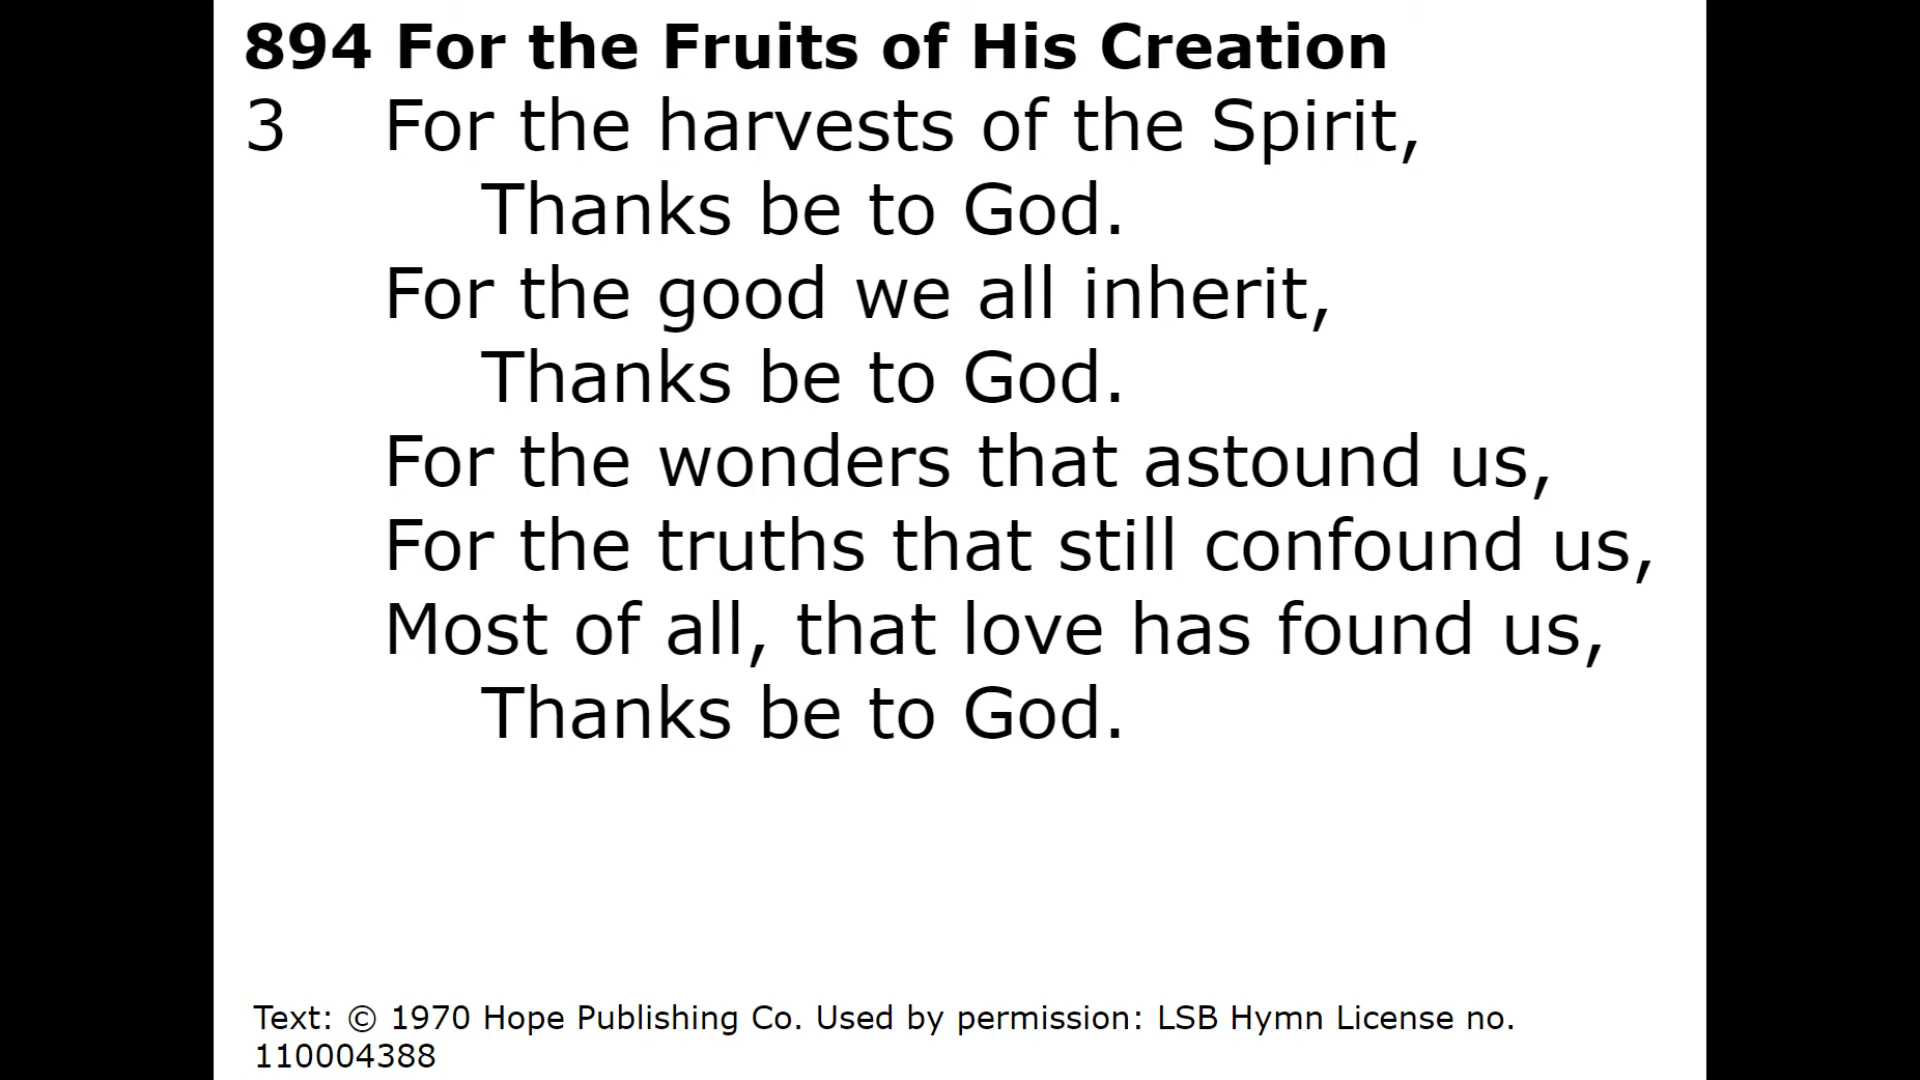 894 For the Fruits of His Creation
3 For the harvests of the Spirit,
Thanks be to God.
For the good we all inherit,
Thanks be to God.
For the wonders that astound us,
For the truths that still confound us,
Most of all, that love has found us,
Thanks be to God.
Text: © 1970 Hope Publishing Co. Used by permission: LSB Hymn License no.
110004388